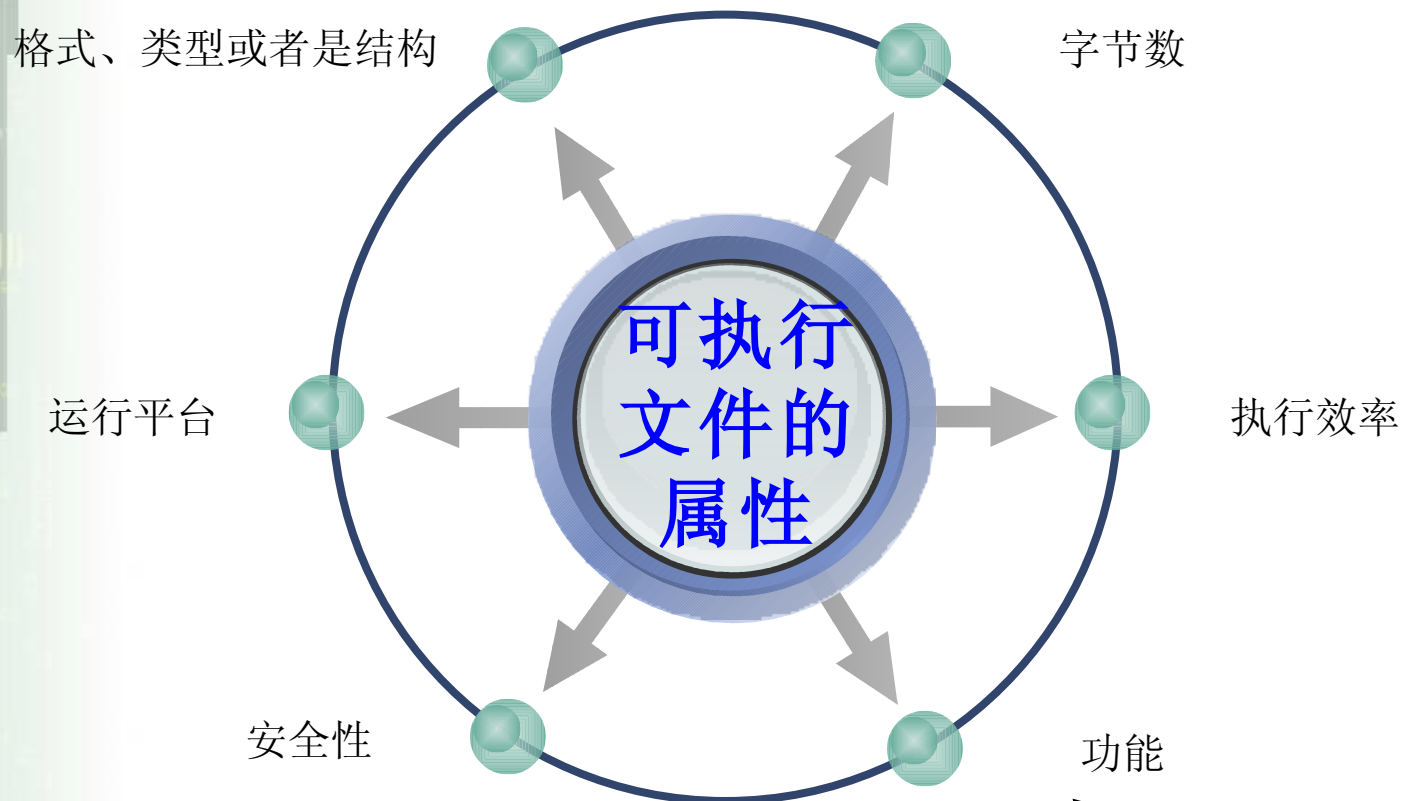 格式、类型或者是结构
字节数
可执行
文件的
属性
运行平台
执行效率
安全性
功能